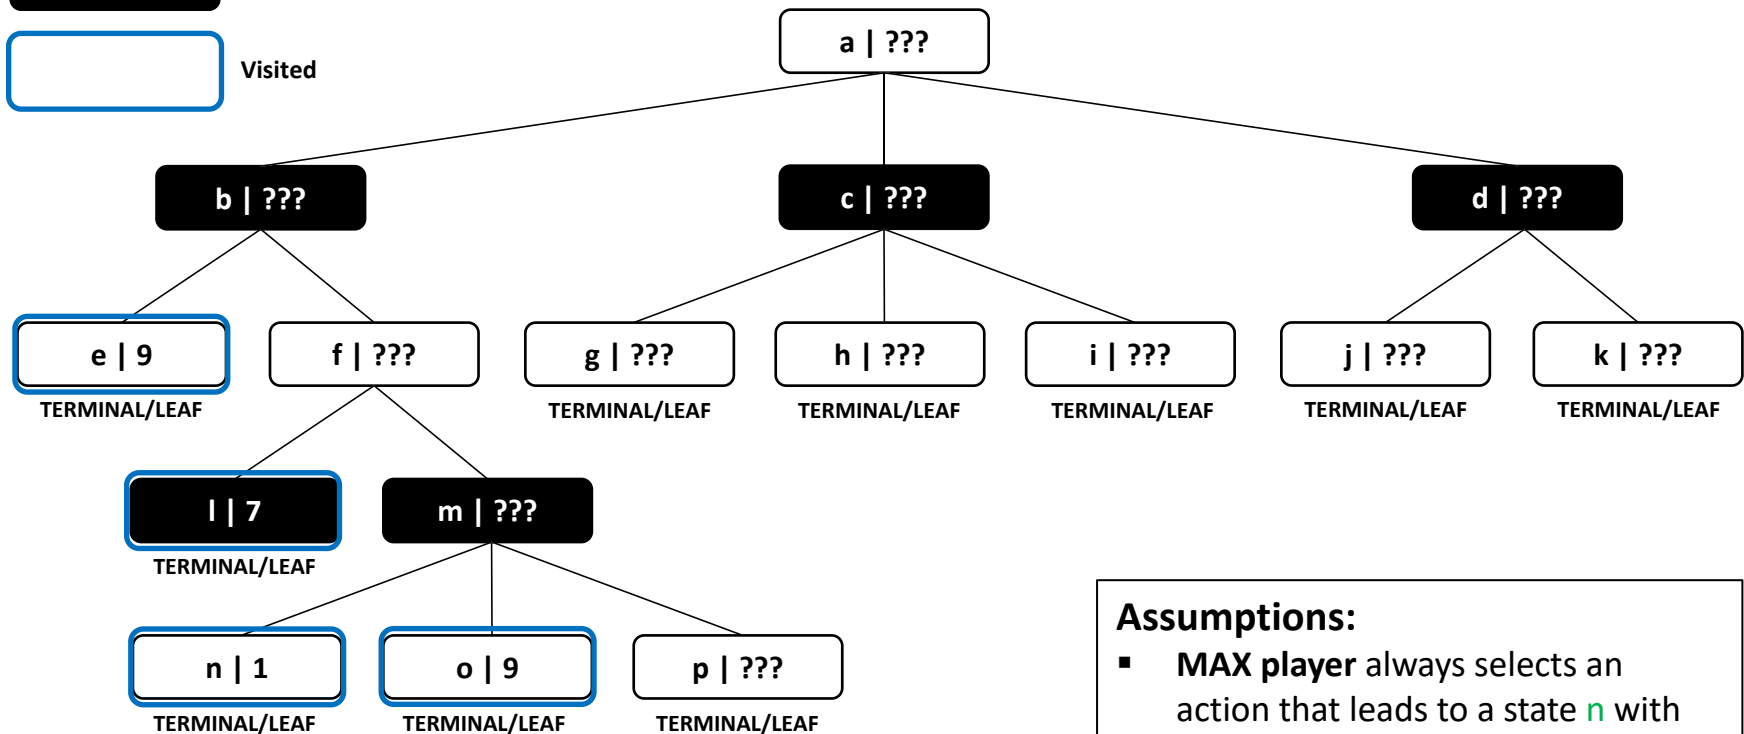 a | ???
Visited
b | ???
c | ???
d | ???
e | 9
f | ???
g | ???
h | ???
i | ???
j | ???
k | ???
TERMINAL/LEAF
TERMINAL/LEAF
TERMINAL/LEAF
TERMINAL/LEAF
TERMINAL/LEAF
TERMINAL/LEAF
l | 7
m | ???
TERMINAL/LEAF
Assumptions:
▪ MAX player always selects an
action that leads to a state n with
n | 1
o | 9
p | ???
TERMINAL/LEAF
TERMINAL/LEAF
TERMINAL/LEAF